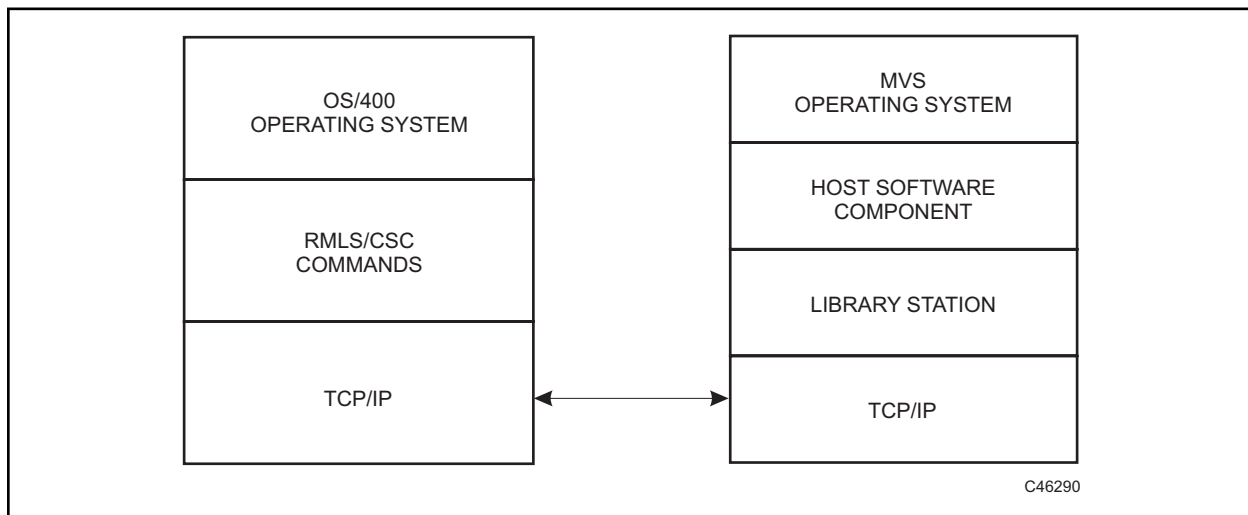 OS/400
OPERATING SYSTEM
RMLS/CSC
COMMANDS
TCP/IP
MVS
OPERATING SYSTEM
HOST SOFTWARE
COMPONENT
LIBRARY STATION
TCP/IP
C46290